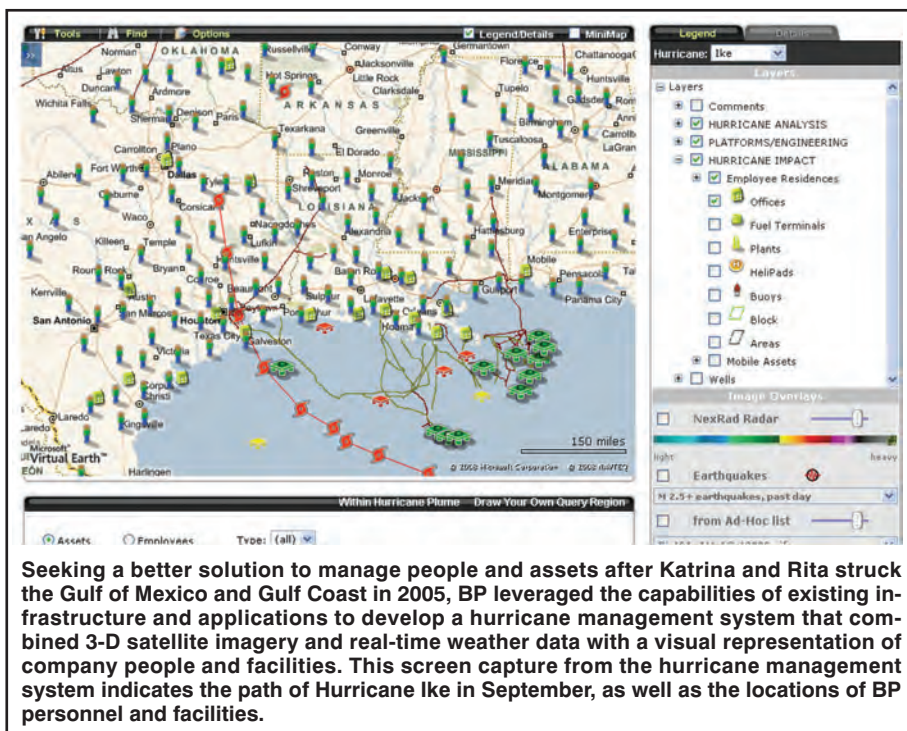 Tools Find Options Legend/Details MiniMap
Legend Details
Hurricane: Ike
Layers
Layers
Comments
HURRICANE ANALYSIS
PLATFORMS/ENGINEERING
HURRICANE IMPACT
Employee Residences
Offices
Fuel Terminals
Plants
HeliPads
Buoys
Block
Areas
Mobile Assets
Wells
Image Overlays
NexRad Radar
light heavy
Earthquakes
M 2.5+ earthquakes, past day
from Ad-Hoc list
Norman OKLAHOMA Russellville Conway Germantown Florence Chattanooga
Altus Lawton Jacksonville Huntsville
Duncan Ardmore Hot Springs Little Rock Clarksdale Tupelo Gadsden
Wichita Falls Sherman Denison Paris ARKANSAS Birmingham
Texarkana Greenville Tuscaloosa
Carrollton Plano El Dorado MISSISSIPPI ALABAMA
Abilene Fort Worth Dallas Monroe Meridian
Cleburne Tyler Shreveport Jackson Montgomery
Corsicana LOUISIANA
Waco Nacogdoches Alexandria Hattiesburg Enterprise
San Angelo Killeen Temple Lufkin
Round Rock Bryan Huntsville Mobile
Conroe Gulfport Pensacola
Kerrville Austin Beaumont Sulphur Lafayette Panama City
San Marcos Houston Houma
San Antonio Texas City
Galveston
Victoria
Corpus
Christi
Laredo Kingsville
Laredo
Microsoft®
Virtual Earth™
Harlingen
150 miles
Within Hurricane Plume Draw Your Own Query Region
Assets Employees Type: (all)
Seeking a better solution to manage people and assets after Katrina and Rita struck
the Gulf of Mexico and Gulf Coast in 2005, BP leveraged the capabilities of existing in-
frastructure and applications to develop a hurricane management system that com-
bined 3-D satellite imagery and real-time weather data with a visual representation of
company people and facilities. This screen capture from the hurricane management
system indicates the path of Hurricane Ike in September, as well as the locations of BP
personnel and facilities.